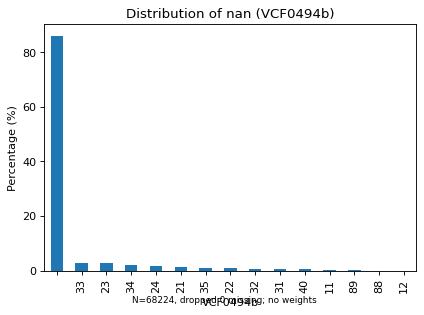 Distribution of nan (VCF0494b)
Percentage (%)
80
60
40
20
0
33 23 34 24 21 35 22 32 31 40 11 89 88 12
VCF0494b
N=68224, dropped 0 missing; no weights